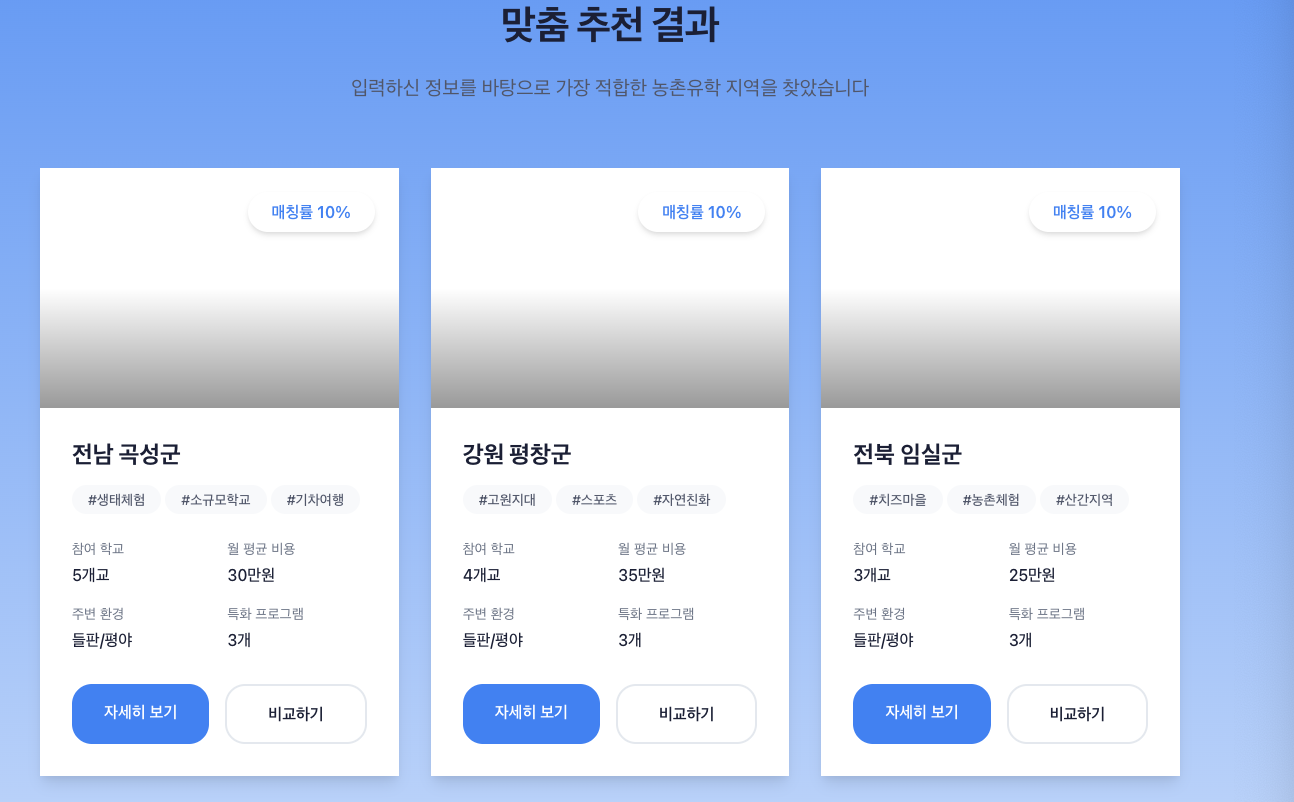 맞춤 추천 결과
입력하신 정보를 바탕으로 가장 적합한 농촌유학 지역을 찾았습니다
매칭률 10%
전남 곡성군
#생태체험 #소규모학교 #기차여행
참여 학교 월 평균 비용
5개교 30만원
주변 환경 특화 프로그램
들판/평야 3개
자세히 보기 비교하기
매칭률 10%
강원 평창군
#고원지대 #스포츠 #자연친화
참여 학교 월 평균 비용
4개교 35만원
주변 환경 특화 프로그램
들판/평야 3개
자세히 보기 비교하기
매칭률 10%
전북 임실군
#치즈마을 #농촌체험 #산간지역
참여 학교 월 평균 비용
3개교 25만원
주변 환경 특화 프로그램
들판/평야 3개
자세히 보기 비교하기